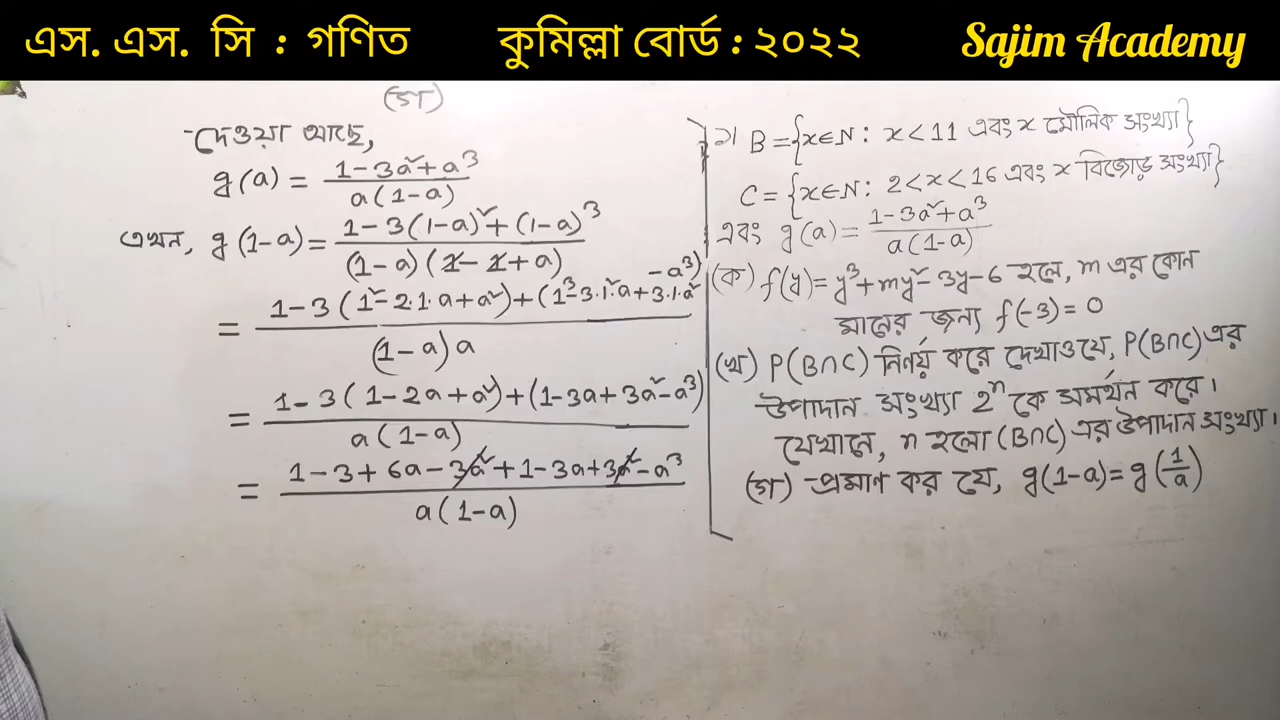 এস. এস. সি : গণিত কুমিল্লা বোর্ড : ২০২২ Sajim Academy
(গ)
দেওয়া আছে,
g(a) = (1-3a²+a³)/(a(1-a))
এখন, g(1-a) = (1-3(1-a)²+(1-a)³)/((1-a)(1-1+a))
= (1-3(1²-2.1.a+a²)+(1³-3.1².a+3.1.a²-a³))/((1-a)a)
= (1-3(1-2a+a²)+(1-3a+3a²-a³))/(a(1-a))
= (1-3+6a-3a²+1-3a+3a²-a³)/(a(1-a))
১। B = {x∈N : x<11 এবং x মৌলিক সংখ্যা}
C = {x∈N : 2<x<16 এবং x বিজোড় সংখ্যা}
এবং g(a) = (1-3a²+a³)/(a(1-a))
(ক) f(y) = y³+my²-3y-6 হলে, m এর কোন
মানের জন্য f(-3) = 0
(খ) P(B∩C) নির্ণয় করে দেখাও যে, P(B∩C) এর
উপাদান সংখ্যা 2ⁿ কে সমর্থন করে।
যেখানে, n হলো (B∩C) এর উপাদান সংখ্যা।
(গ) প্রমাণ কর যে, g(1-a) = g(1/a)